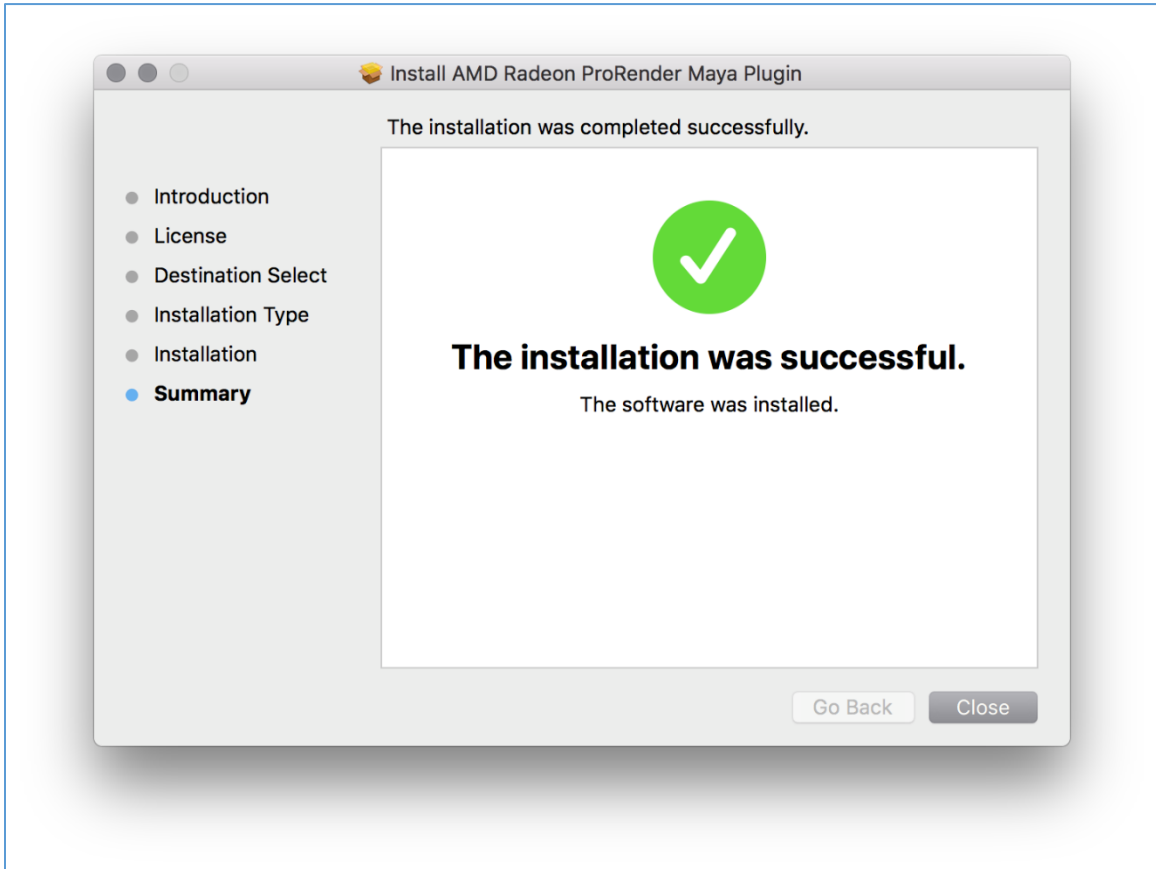 Install AMD Radeon ProRender Maya Plugin
The installation was completed successfully.
Introduction
License
Destination Select
Installation Type
Installation
Summary
The installation was successful.
The software was installed.
Go Back
Close